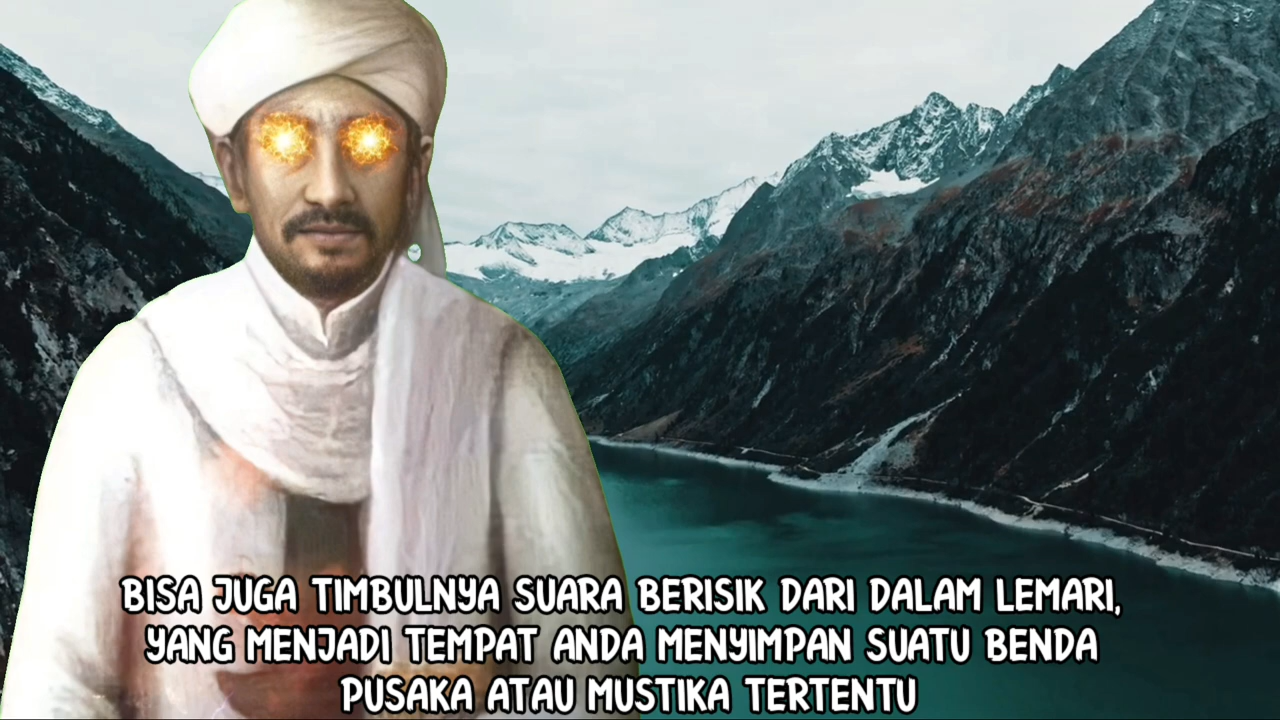 BISA JUGA TIMBULNYA SUARA BERISIK DARI DALAM LEMARI,
YANG MENJADI TEMPAT ANDA MENYIMPAN SUATU BENDA
PUSAKA ATAU MUSTIKA TERTENTU